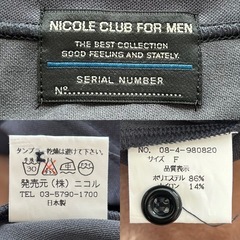 NICOLE CLUB FOR MEN
THE BEST COLLECTION
GOOD FEELING AND STATELY.
SERIAL NUMBER
Nº
タンブラー乾燥は避けて下さい
30
中
発売元(株) ニコル
TEL 03-5790-1700
日本製
NO. 08-4-980820
サイズ F
品質表示
ポリエステル 86%
14%